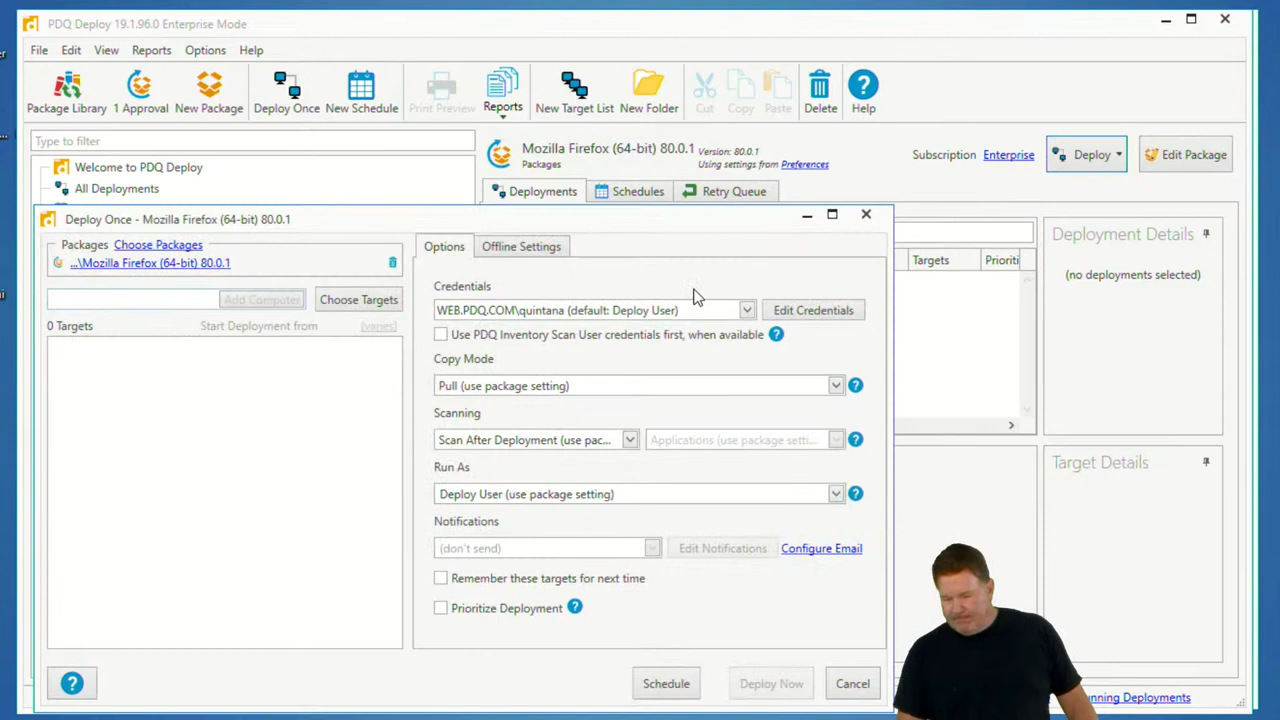 PDQ Deploy 19.1.96.0 Enterprise Mode
File Edit View Reports Options Help
Package Library 1 Approval New Package Deploy Once New Schedule Print Preview Reports New Target List New Folder Cut Copy Paste Delete Help
Type to filter
Welcome to PDQ Deploy
All Deployments
Mozilla Firefox (64-bit) 80.0.1 Version: 80.0.1
Packages Using settings from Preferences
Subscription Enterprise Deploy Edit Package
Deployments Schedules Retry Queue
Targets Prioriti
Deployment Details
(no deployments selected)
Target Details
Deploy Once - Mozilla Firefox (64-bit) 80.0.1
Packages Choose Packages
...\Mozilla Firefox (64-bit) 80.0.1
Add Computer Choose Targets
0 Targets Start Deployment from (varies)
Options Offline Settings
Credentials
WEB.PDQ.COM\quintana (default: Deploy User) Edit Credentials
Use PDQ Inventory Scan User credentials first, when available ?
Copy Mode
Pull (use package setting) ?
Scanning
Scan After Deployment (use pac... Applications (use package setti... ?
Run As
Deploy User (use package setting) ?
Notifications
(don't send) Edit Notifications Configure Email
Remember these targets for next time
Prioritize Deployment ?
? Schedule Deploy Now Cancel
unning Deployments